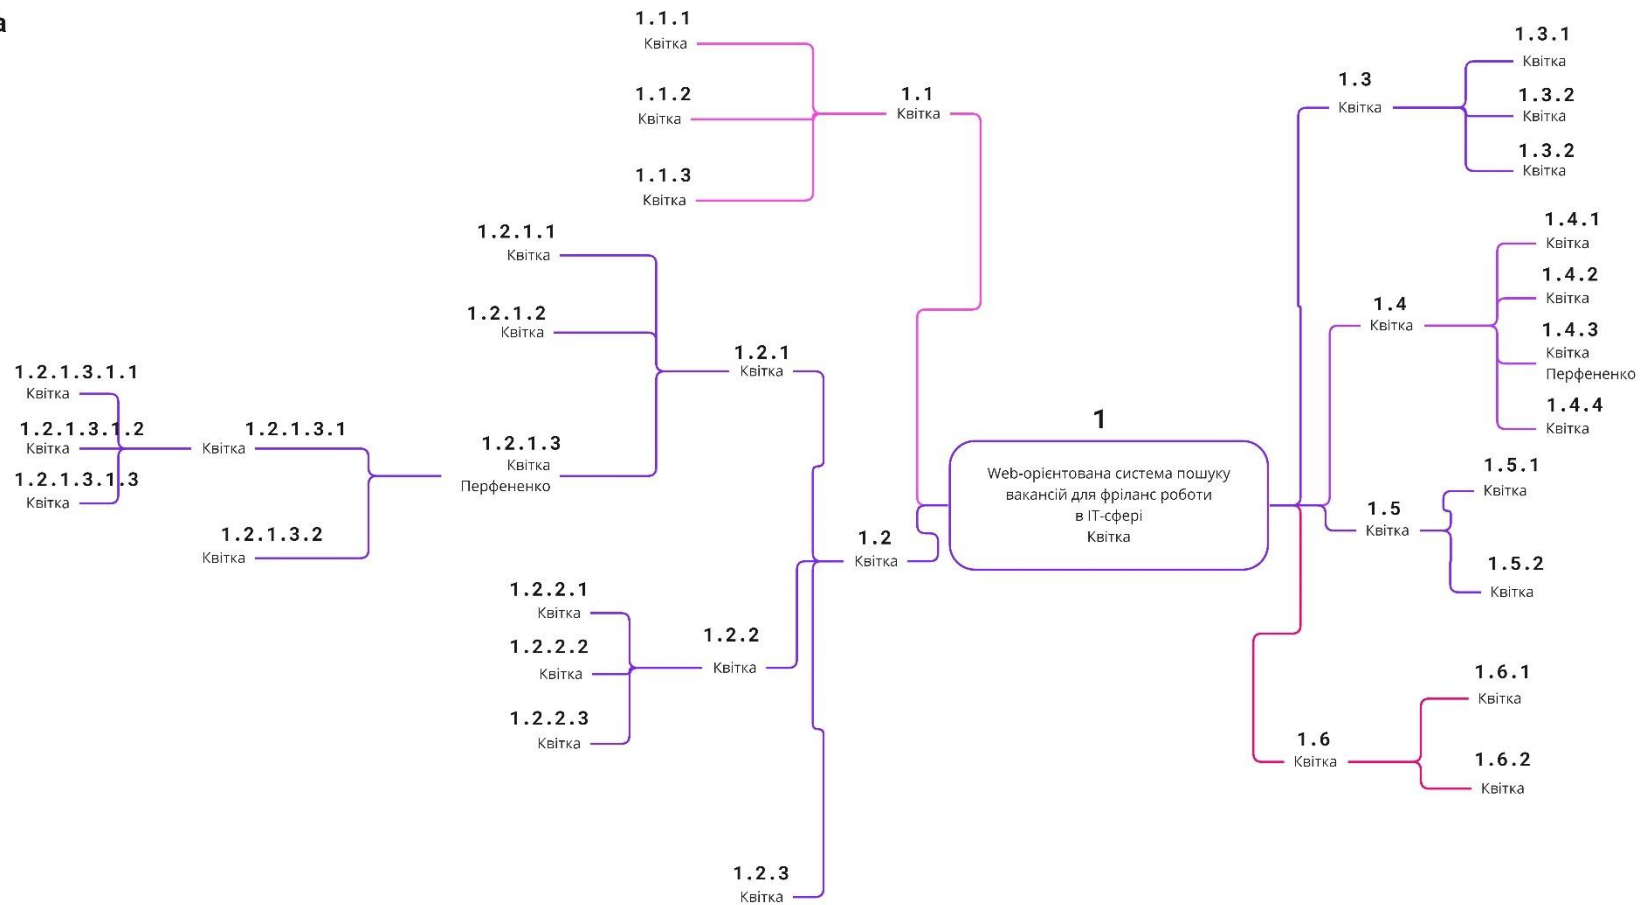 а
1.1.1
Квітка
1.1.2
Квітка
1.1.3
Квітка
1.1
Квітка
1.2.1.1
Квітка
1.2.1.2
Квітка
1.2.1
Квітка
1.2.1.3.1.1
Квітка
1.2.1.3.1.2
Квітка
1.2.1.3.1.3
Квітка
1.2.1.3.1
Квітка
1.2.1.3
Квітка
Перфененко
1.2.1.3.2
Квітка
1.2
Квітка
1.2.2.1
Квітка
1.2.2.2
Квітка
1.2.2.3
Квітка
1.2.2
Квітка
1.2.3
Квітка
1
Web-орієнтована система пошуку
вакансій для фріланс роботи
в ІТ-сфері
Квітка
1.3
Квітка
1.3.1
Квітка
1.3.2
Квітка
1.3.2
Квітка
1.4
Квітка
1.4.1
Квітка
1.4.2
Квітка
1.4.3
Квітка
Перфененко
1.4.4
Квітка
1.5
Квітка
1.5.1
Квітка
1.5.2
Квітка
1.6
Квітка
1.6.1
Квітка
1.6.2
Квітка